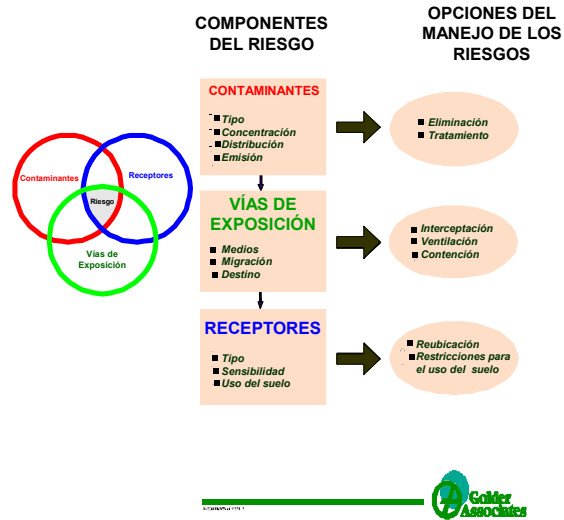 COMPONENTES
DEL RIESGO
OPCIONES DEL
MANEJO DE LOS
RIESGOS
Contaminantes
Receptores
Riesgo
Vías de
Exposición
CONTAMINANTES
Tipo
Concentración
Distribución
Emisión
Eliminación
Tratamiento
VÍAS DE
EXPOSICIÓN
Medios
Migración
Destino
Interceptación
Ventilación
Contención
RECEPTORES
Tipo
Sensibilidad
Uso del suelo
Reubicación
Restricciones para
el uso del suelo
Golder
Associates